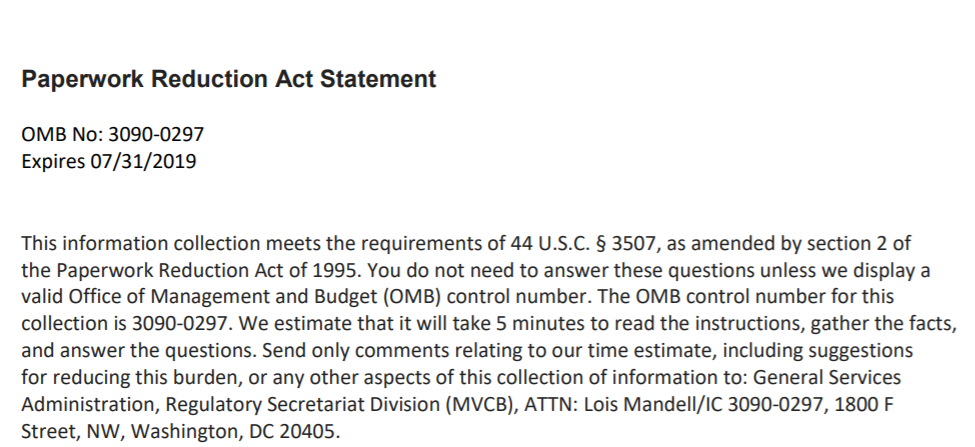 Paperwork Reduction Act Statement
OMB No: 3090-0297
Expires 07/31/2019
This information collection meets the requirements of 44 U.S.C. § 3507, as amended by section 2 of
the Paperwork Reduction Act of 1995. You do not need to answer these questions unless we display a
valid Office of Management and Budget (OMB) control number. The OMB control number for this
collection is 3090-0297. We estimate that it will take 5 minutes to read the instructions, gather the facts,
and answer the questions. Send only comments relating to our time estimate, including suggestions
for reducing this burden, or any other aspects of this collection of information to: General Services
Administration, Regulatory Secretariat Division (MVCB), ATTN: Lois Mandell/IC 3090-0297, 1800 F
Street, NW, Washington, DC 20405.